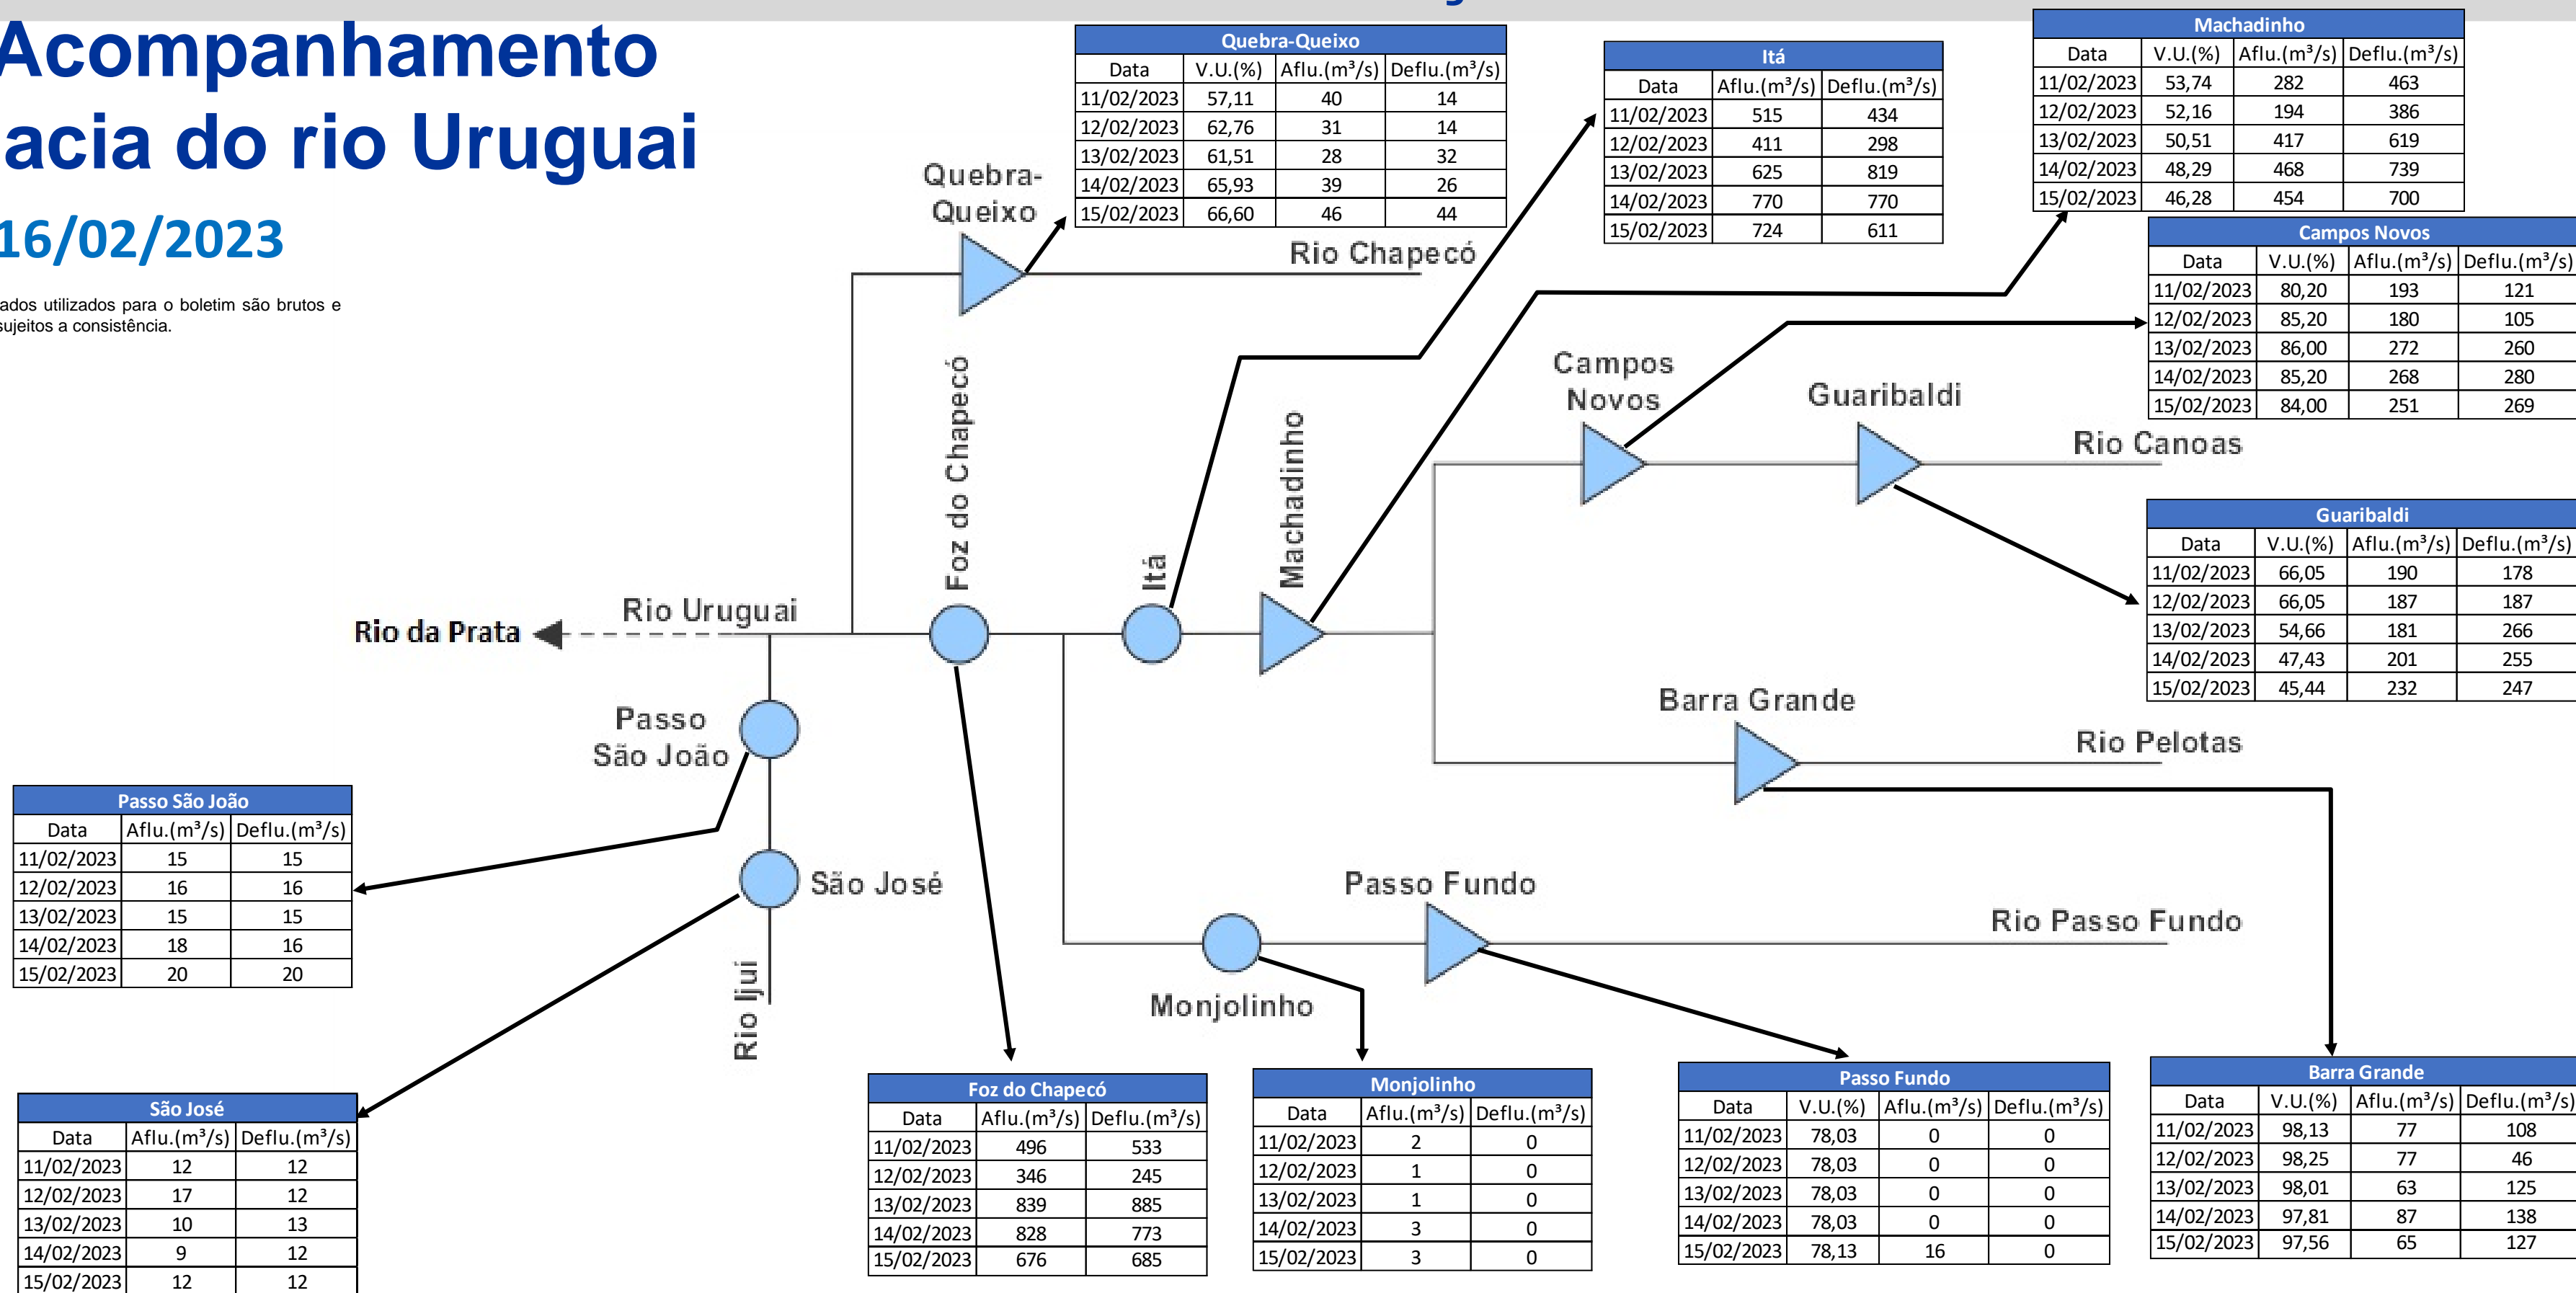 Acompanhamento
acia do rio Uruguai
16/02/2023
ados utilizados para o boletim são brutos e
sujeitos a consistência.
Quebra-Queixo
Data V.U.(%) Aflu.(m³/s) Deflu.(m³/s)
11/02/2023 57,11 40 14
12/02/2023 62,76 31 14
13/02/2023 61,51 28 32
14/02/2023 65,93 39 26
15/02/2023 66,60 46 44
Itá
Data Aflu.(m³/s) Deflu.(m³/s)
11/02/2023 515 434
12/02/2023 411 298
13/02/2023 625 819
14/02/2023 770 770
15/02/2023 724 611
Machadinho
Data V.U.(%) Aflu.(m³/s) Deflu.(m³/s)
11/02/2023 53,74 282 463
12/02/2023 52,16 194 386
13/02/2023 50,51 417 619
14/02/2023 48,29 468 739
15/02/2023 46,28 454 700
Campos Novos
Data V.U.(%) Aflu.(m³/s) Deflu.(m³/s)
11/02/2023 80,20 193 121
12/02/2023 85,20 180 105
13/02/2023 86,00 272 260
14/02/2023 85,20 268 280
15/02/2023 84,00 251 269
Quebra-
Queixo
Rio Chapecó
Foz do Chapecó
Itá
Machadinho
Campos
Novos
Guaribaldi
Rio Canoas
Guaribaldi
Data V.U.(%) Aflu.(m³/s) Deflu.(m³/s)
11/02/2023 66,05 190 178
12/02/2023 66,05 187 187
13/02/2023 54,66 181 266
14/02/2023 47,43 201 255
15/02/2023 45,44 232 247
Rio da Prata
Rio Uruguai
Passo
São João
Barra Grande
Rio Pelotas
Passo São João
Data Aflu.(m³/s) Deflu.(m³/s)
11/02/2023 15 15
12/02/2023 16 16
13/02/2023 15 15
14/02/2023 18 16
15/02/2023 20 20
São José
Rio Ijuí
Passo Fundo
Rio Passo Fundo
Monjolinho
São José
Data Aflu.(m³/s) Deflu.(m³/s)
11/02/2023 12 12
12/02/2023 17 12
13/02/2023 10 13
14/02/2023 9 12
15/02/2023 12 12
Foz do Chapecó
Data Aflu.(m³/s) Deflu.(m³/s)
11/02/2023 496 533
12/02/2023 346 245
13/02/2023 839 885
14/02/2023 828 773
15/02/2023 676 685
Monjolinho
Data Aflu.(m³/s) Deflu.(m³/s)
11/02/2023 2 0
12/02/2023 1 0
13/02/2023 1 0
14/02/2023 3 0
15/02/2023 3 0
Passo Fundo
Data V.U.(%) Aflu.(m³/s) Deflu.(m³/s)
11/02/2023 78,03 0 0
12/02/2023 78,03 0 0
13/02/2023 78,03 0 0
14/02/2023 78,03 0 0
15/02/2023 78,13 16 0
Barra Grande
Data V.U.(%) Aflu.(m³/s) Deflu.(m³/s)
11/02/2023 98,13 77 108
12/02/2023 98,25 77 46
13/02/2023 98,01 63 125
14/02/2023 97,81 87 138
15/02/2023 97,56 65 127